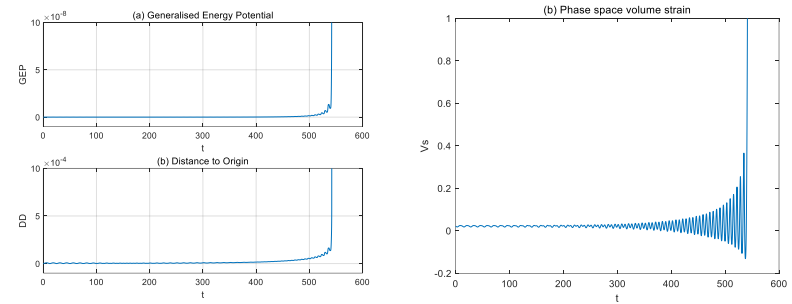 (a) Generalised Energy Potential
×10⁻⁸
10
5
0
GEP
0 100 200 300 400 500 600
t
(b) Distance to Origin
×10⁻⁴
10
5
0
DD
0 100 200 300 400 500 600
t
(b) Phase space volume strain
1
0.8
0.6
0.4
0.2
0
-0.2
Vs
0 100 200 300 400 500 600
t